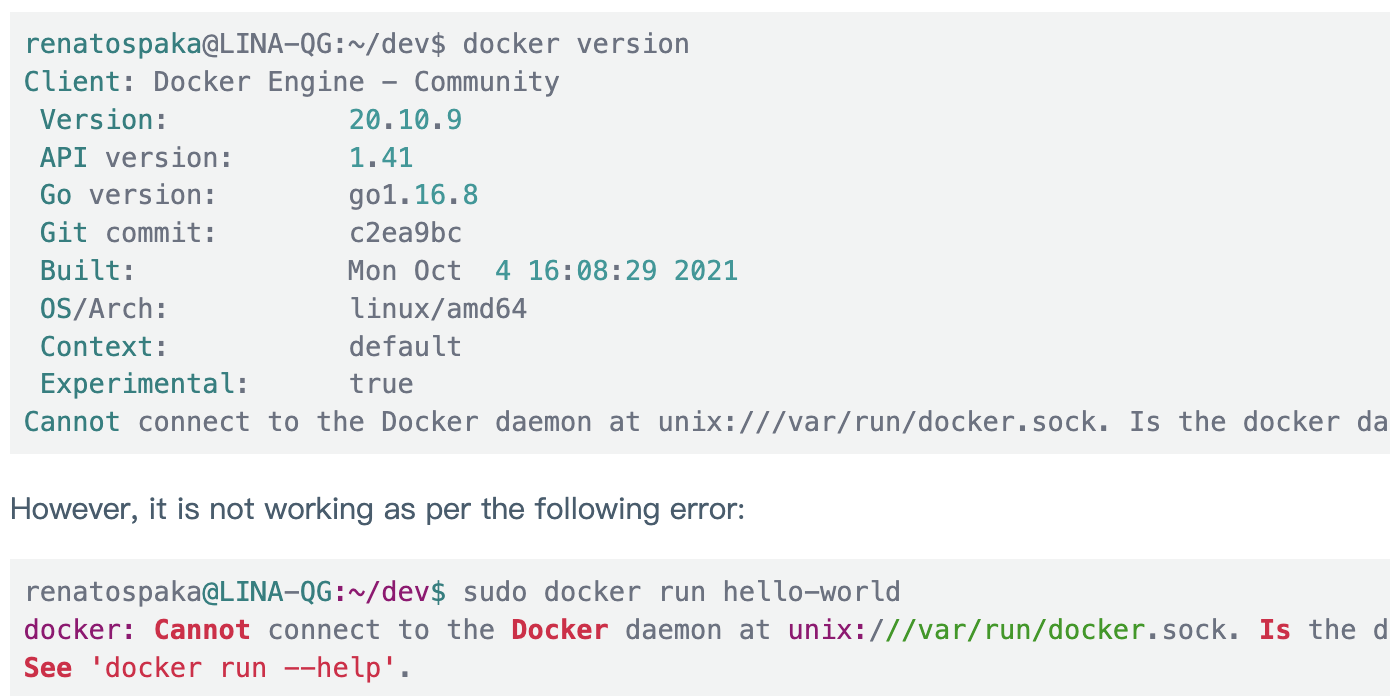 renatospaka@LINA-QG:~/dev$ docker version
Client: Docker Engine - Community
 Version:           20.10.9
 API version:       1.41
 Go version:        go1.16.8
 Git commit:        c2ea9bc
 Built:             Mon Oct  4 16:08:29 2021
 OS/Arch:           linux/amd64
 Context:           default
 Experimental:      true
Cannot connect to the Docker daemon at unix:///var/run/docker.sock. Is the docker da
However, it is not working as per the following error:
renatospaka@LINA-QG:~/dev$ sudo docker run hello-world
docker: Cannot connect to the Docker daemon at unix:///var/run/docker.sock. Is the d
See 'docker run --help'.